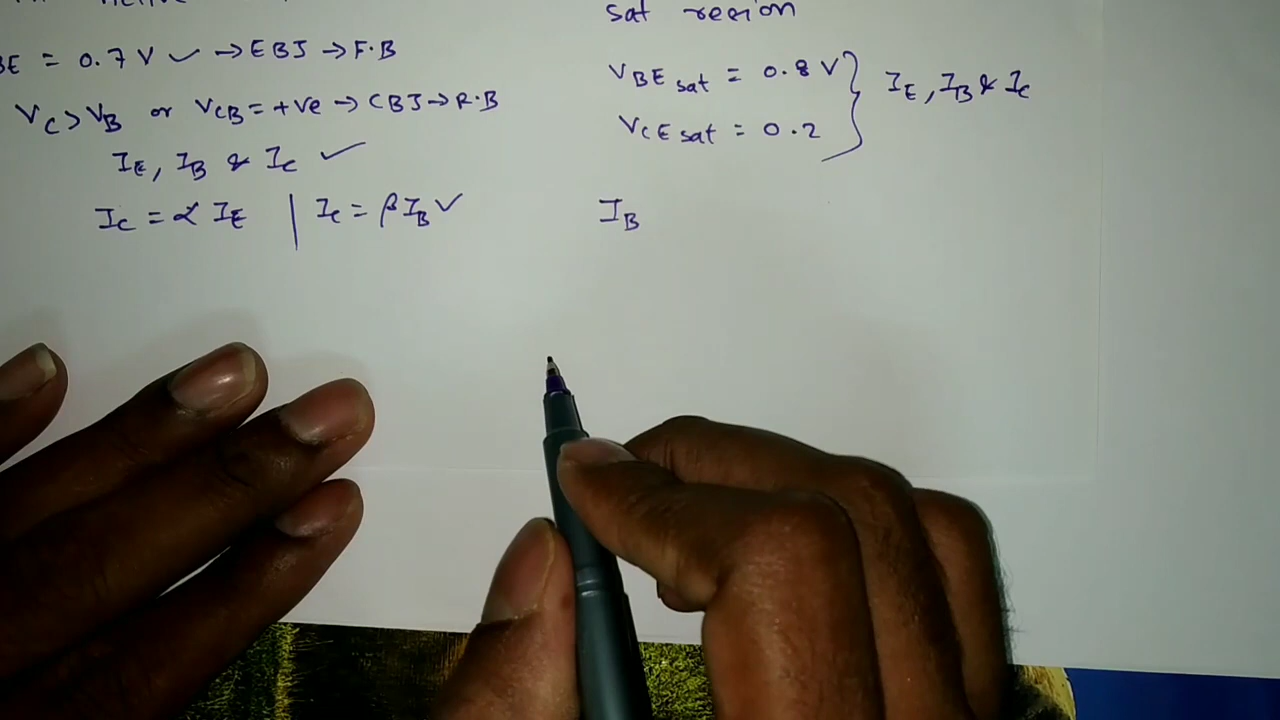 BE = 0.7 V ✓ → EBJ → F.B
V_C > V_B or V_CB = +ve → CBJ → R.B
I_E, I_B & I_C ✓
I_C = α I_E | I_C = β I_B ✓
Sat region
V_BE sat = 0.8 V } I_E, I_B & I_C
V_CE sat = 0.2
I_B